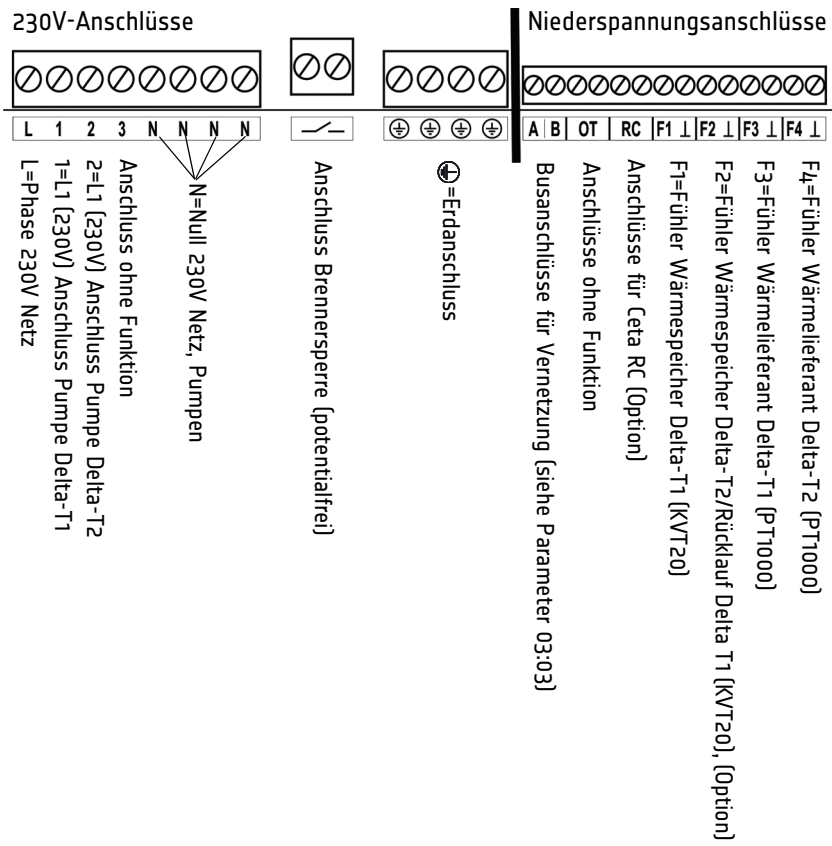 230V-Anschlüsse
Niederspannungsanschlüsse
L 1 2 3 N N N N
A B OT RC F1 ⊥ F2 ⊥ F3 ⊥ F4 ⊥
L=Phase 230V Netz
1=L1 (230V) Anschluss Pumpe Delta-T1
2=L1 (230V) Anschluss Pumpe Delta-T2
Anschluss ohne Funktion
N=Null 230V Netz, Pumpen
Anschluss Brennersperre (potentialfrei)
=Erdanschluss
Busanschlüsse für Vernetzung (siehe Parameter 03:03)
Anschlüsse ohne Funktion
Anschlüsse für Ceta RC (Option)
F1=Fühler Wärmespeicher Delta-T1 (KVT20)
F2=Fühler Wärmespeicher Delta-T2/Rücklauf Delta T1 (KVT20), (Option)
F3=Fühler Wärmelieferant Delta-T1 (PT1000)
F4=Fühler Wärmelieferant Delta-T2 (PT1000)